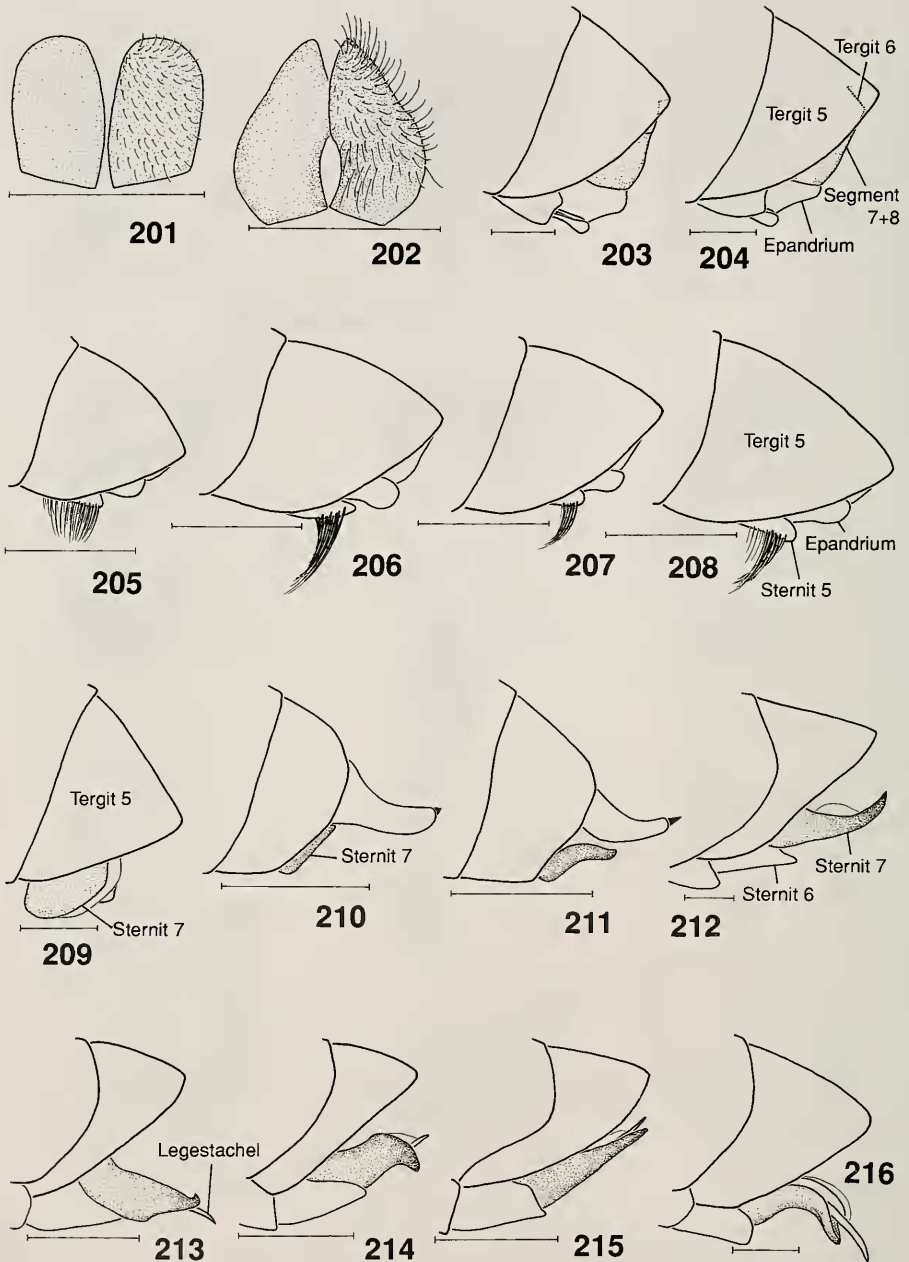 201
202
203
Tergit 6
Tergit 5
Segment
7+8
Epandrium
204
205
206
207
Tergit 5
Epandrium
Sternit 5
208
Tergit 5
Sternit 7
209
Sternit 7
210
211
Sternit 7
Sternit 6
212
Legestachel
213
214
215
216